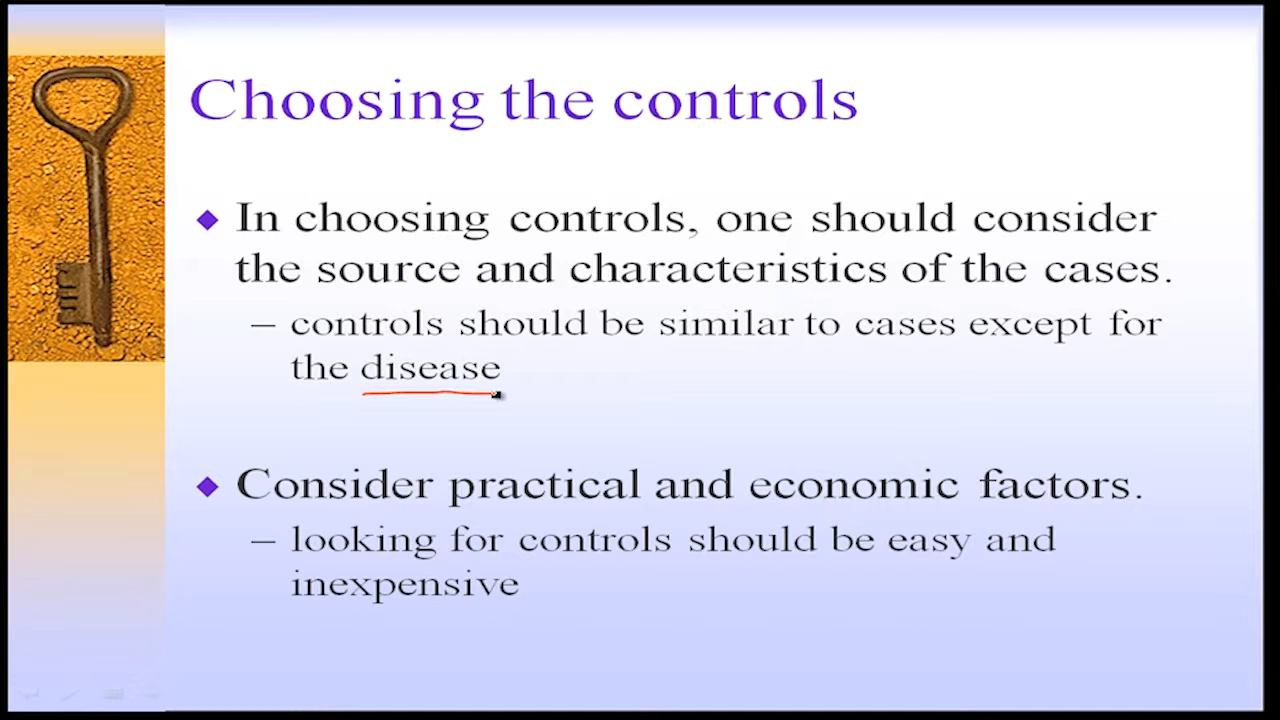 Choosing the controls
In choosing controls, one should consider
the source and characteristics of the cases.
– controls should be similar to cases except for
the disease
Consider practical and economic factors.
– looking for controls should be easy and
inexpensive